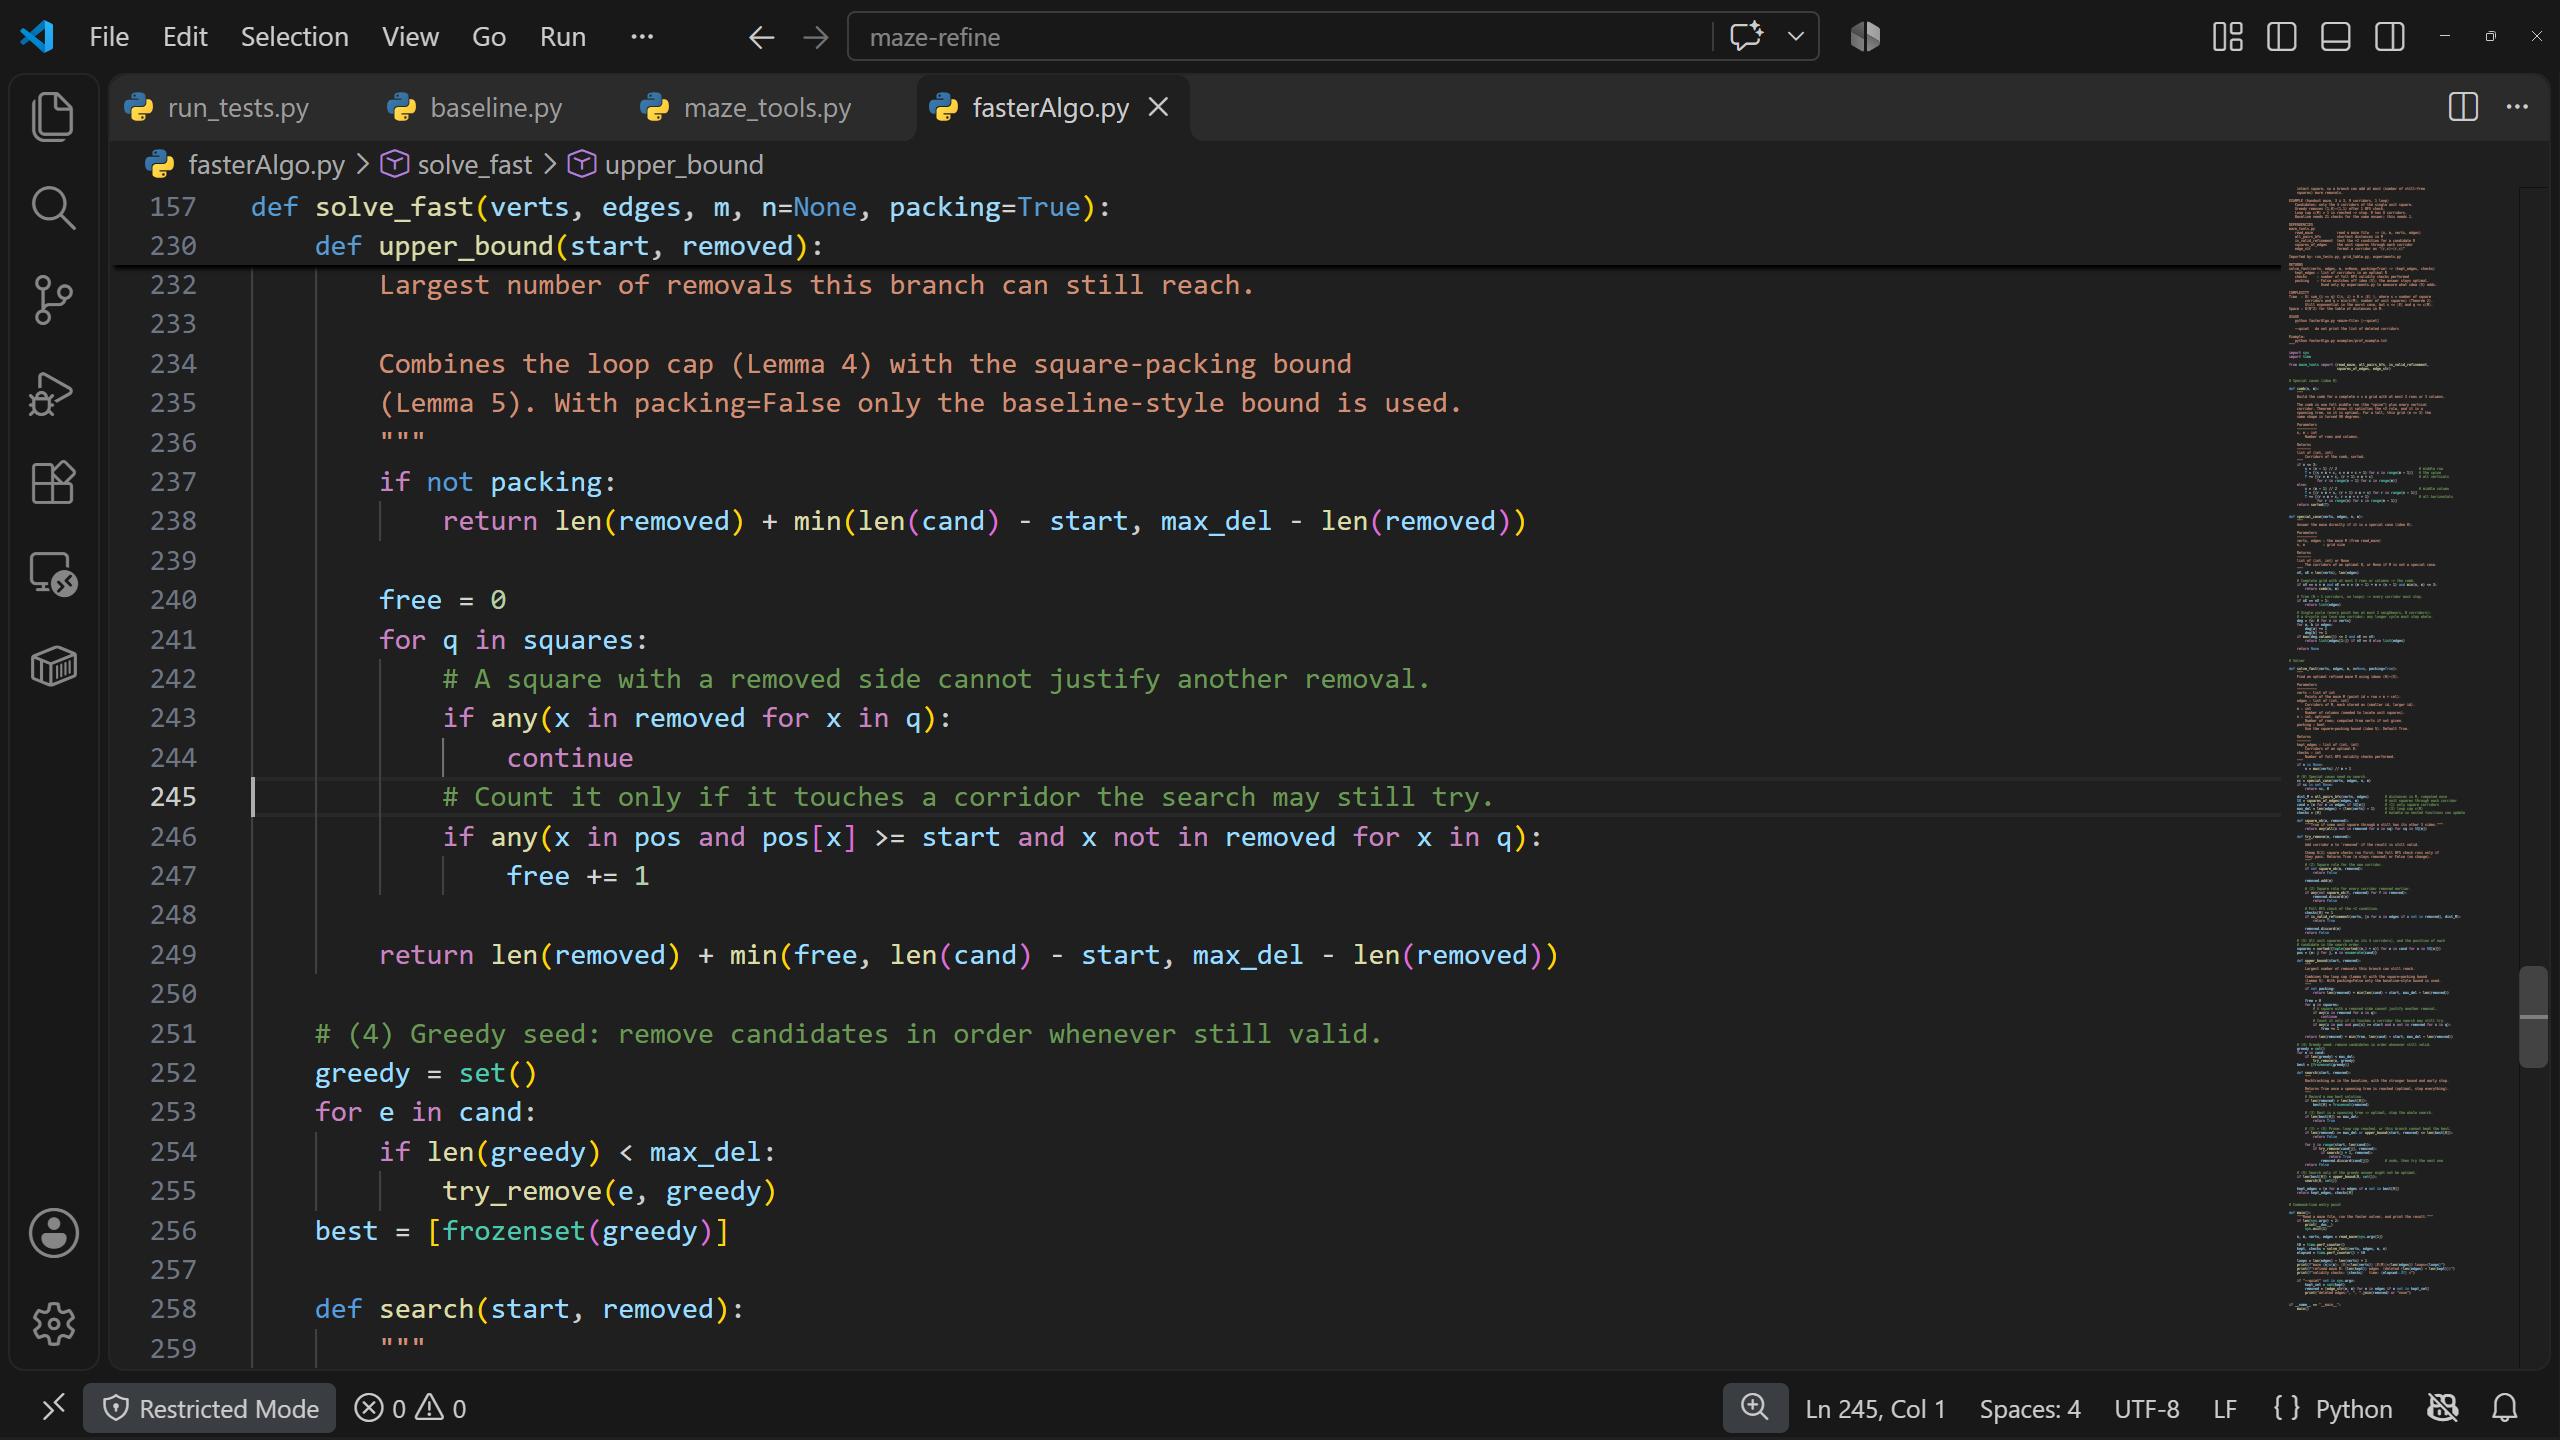 File Edit Selection View Go Run ···
maze-refine
run_tests.py baseline.py maze_tools.py fasterAlgo.py
fasterAlgo.py > solve_fast > upper_bound
157 def solve_fast(verts, edges, m, n=None, packing=True):
230     def upper_bound(start, removed):
232         Largest number of removals this branch can still reach.
233
234         Combines the loop cap (Lemma 4) with the square-packing bound
235         (Lemma 5). With packing=False only the baseline-style bound is used.
236         """
237         if not packing:
238             return len(removed) + min(len(cand) - start, max_del - len(removed))
239
240         free = 0
241         for q in squares:
242             # A square with a removed side cannot justify another removal.
243             if any(x in removed for x in q):
244                 continue
245             # Count it only if it touches a corridor the search may still try.
246             if any(x in pos and pos[x] >= start and x not in removed for x in q):
247                 free += 1
248
249         return len(removed) + min(free, len(cand) - start, max_del - len(removed))
250
251     # (4) Greedy seed: remove candidates in order whenever still valid.
252     greedy = set()
253     for e in cand:
254         if len(greedy) < max_del:
255             try_remove(e, greedy)
256     best = [frozenset(greedy)]
257
258     def search(start, removed):
259         """
Restricted Mode 0 0 Ln 245, Col 1 Spaces: 4 UTF-8 LF { } Python